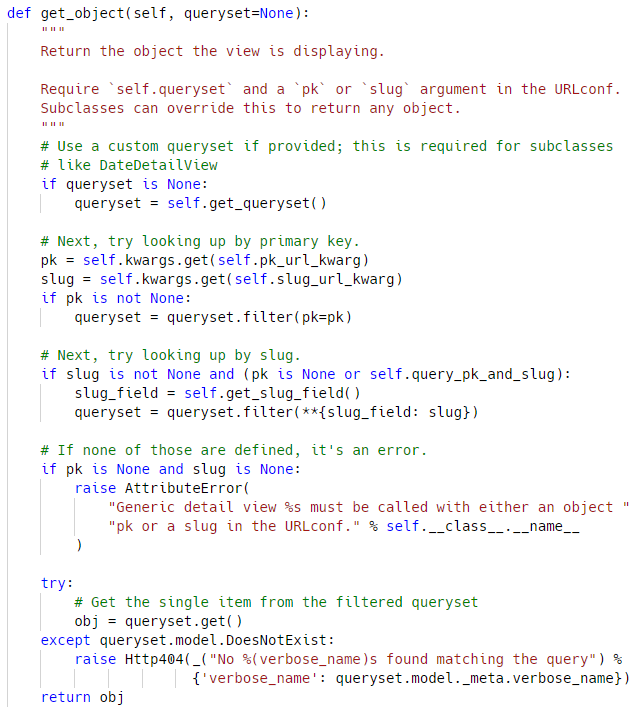 def get_object(self, queryset=None):
    """
    Return the object the view is displaying.

    Require `self.queryset` and a `pk` or `slug` argument in the URLconf.
    Subclasses can override this to return any object.
    """
    # Use a custom queryset if provided; this is required for subclasses
    # like DateDetailView
    if queryset is None:
        queryset = self.get_queryset()

    # Next, try looking up by primary key.
    pk = self.kwargs.get(self.pk_url_kwarg)
    slug = self.kwargs.get(self.slug_url_kwarg)
    if pk is not None:
        queryset = queryset.filter(pk=pk)

    # Next, try looking up by slug.
    if slug is not None and (pk is None or self.query_pk_and_slug):
        slug_field = self.get_slug_field()
        queryset = queryset.filter(**{slug_field: slug})

    # If none of those are defined, it's an error.
    if pk is None and slug is None:
        raise AttributeError(
            "Generic detail view %s must be called with either an object "
            "pk or a slug in the URLconf." % self.__class__.__name__
        )

    try:
        # Get the single item from the filtered queryset
        obj = queryset.get()
    except queryset.model.DoesNotExist:
        raise Http404(_("No %(verbose_name)s found matching the query") %
                      {'verbose_name': queryset.model._meta.verbose_name})
    return obj